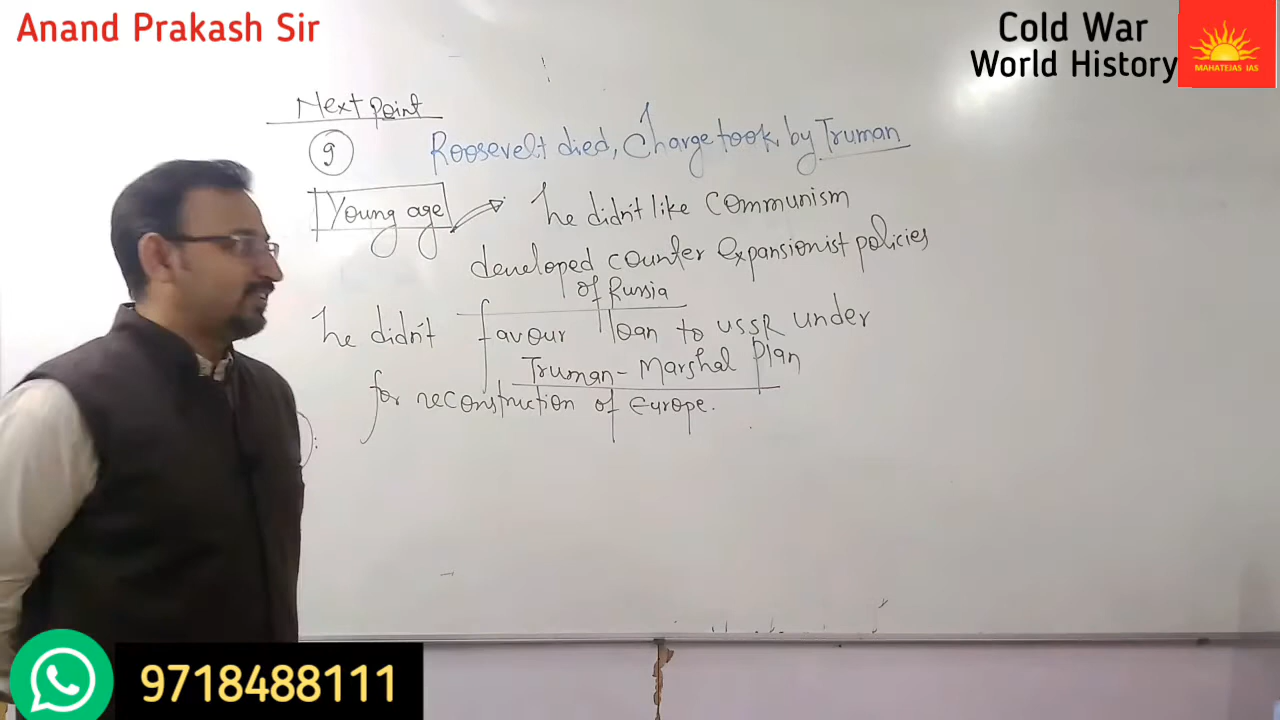 Anand Prakash Sir
Cold War
World History
MAHATEJAS IAS
Next point
9 Roosevelt died, Charge took by Truman
Young age he didn't like Communism
developed counter expansionist policies
of Russia
he didn't favour loan to USSR under
Truman - Marshal Plan
for reconstruction of Europe.
9718488111